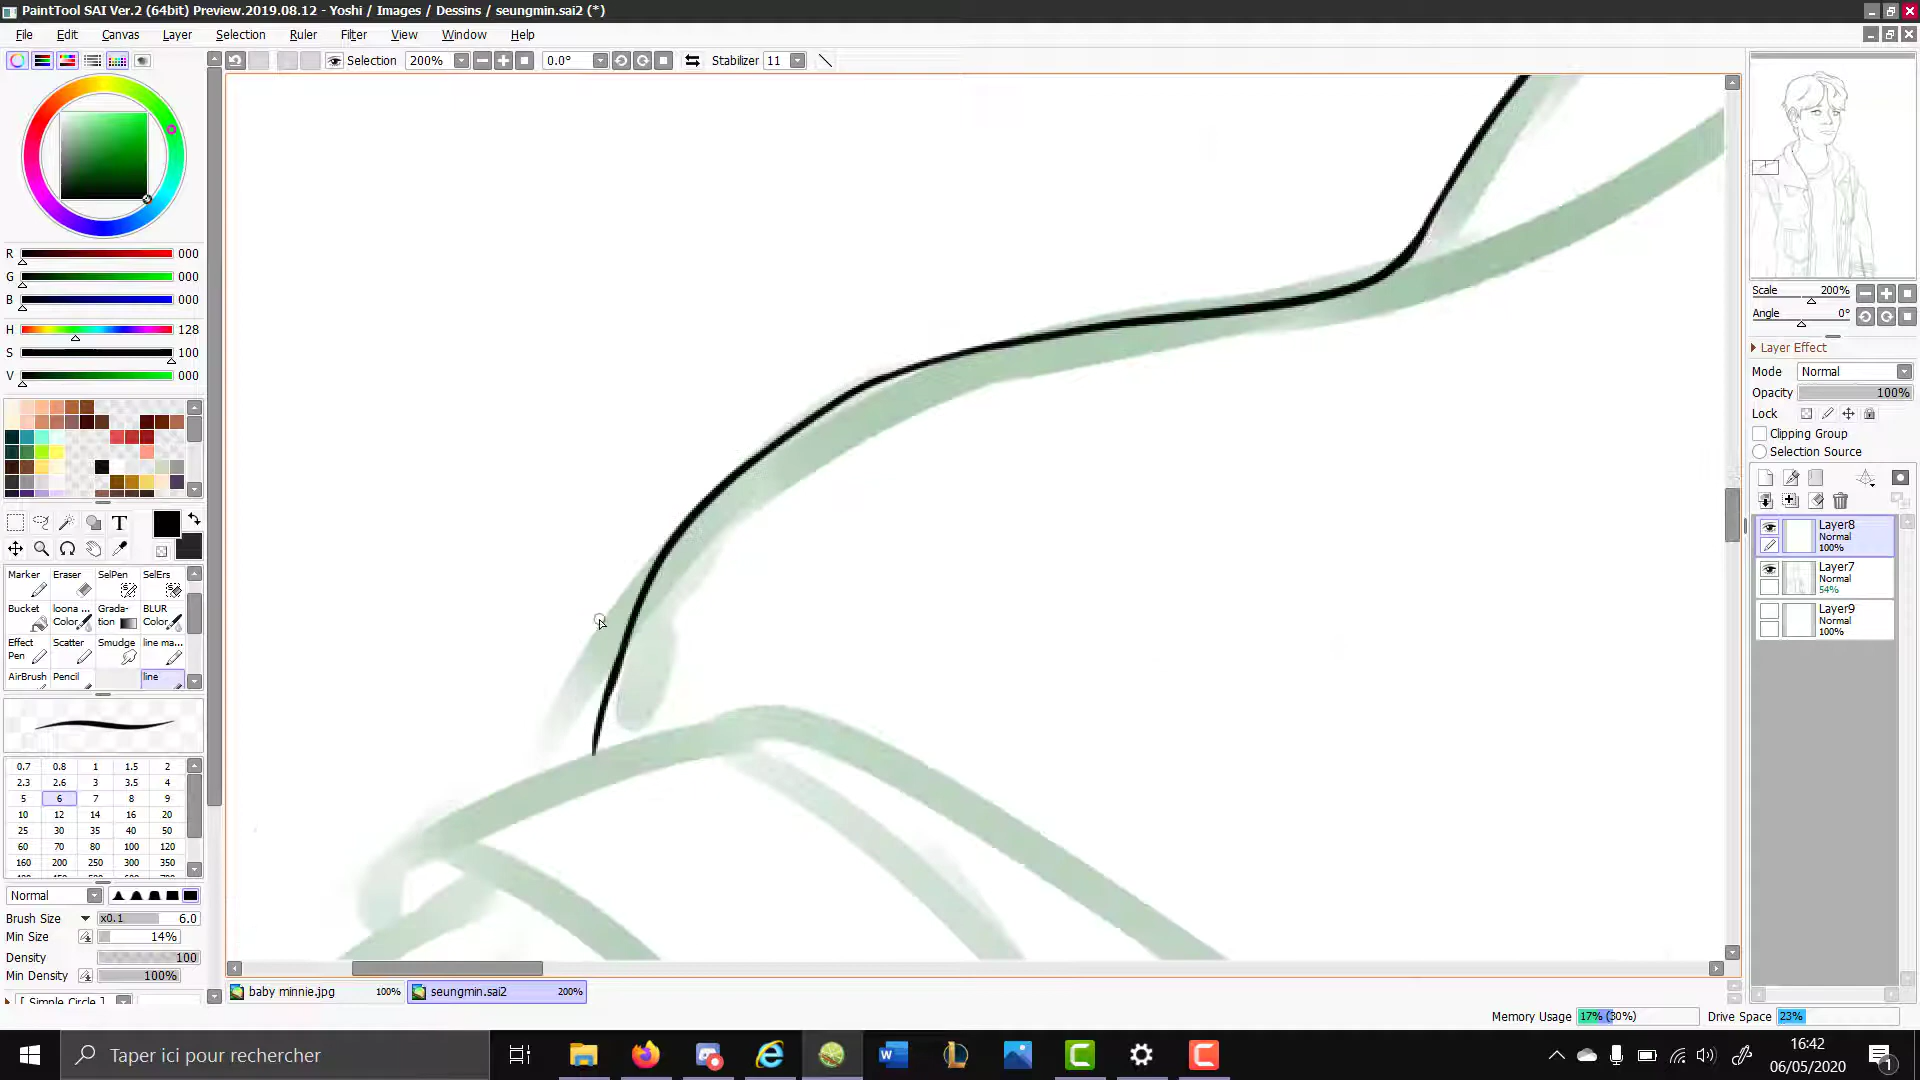 PaintTool SAI Ver.2 (64bit) Preview.2019.08.12 - Yoshi / Images / Dessins / seungmin.sai2 (*)
File Edit Canvas Layer Selection Ruler Filter View Window Help
Selection 200% 0.0° Stabilizer 11
R 000
G 000
B 000
H 128
S 100
V 000
T
Marker Eraser SelPen SelErs
Bucket loona ... Color Grada-tion BLUR Color
Effect Pen Scatter Smudge line ma...
AirBrush Pencil line
0.7 0.8 1 1.5 2
2.3 2.6 3 3.5 4
5 6 7 8 9
10 12 14 16 20
25 30 35 40 50
60 70 80 100 120
160 200 250 300 350
Normal
Brush Size x0.1 6.0
Min Size 14%
Density 100
Min Density 100%
[ Simple Circle ]
Scale 200%
Angle 0°
Layer Effect
Mode Normal
Opacity 100%
Lock
Clipping Group
Selection Source
Layer8
Normal
100%
Layer7
Normal
54%
Layer9
Normal
100%
baby minnie.jpg 100% seungmin.sai2 200%
Memory Usage 17% (30%) Drive Space 23%
Taper ici pour rechercher
16:42
06/05/2020
1